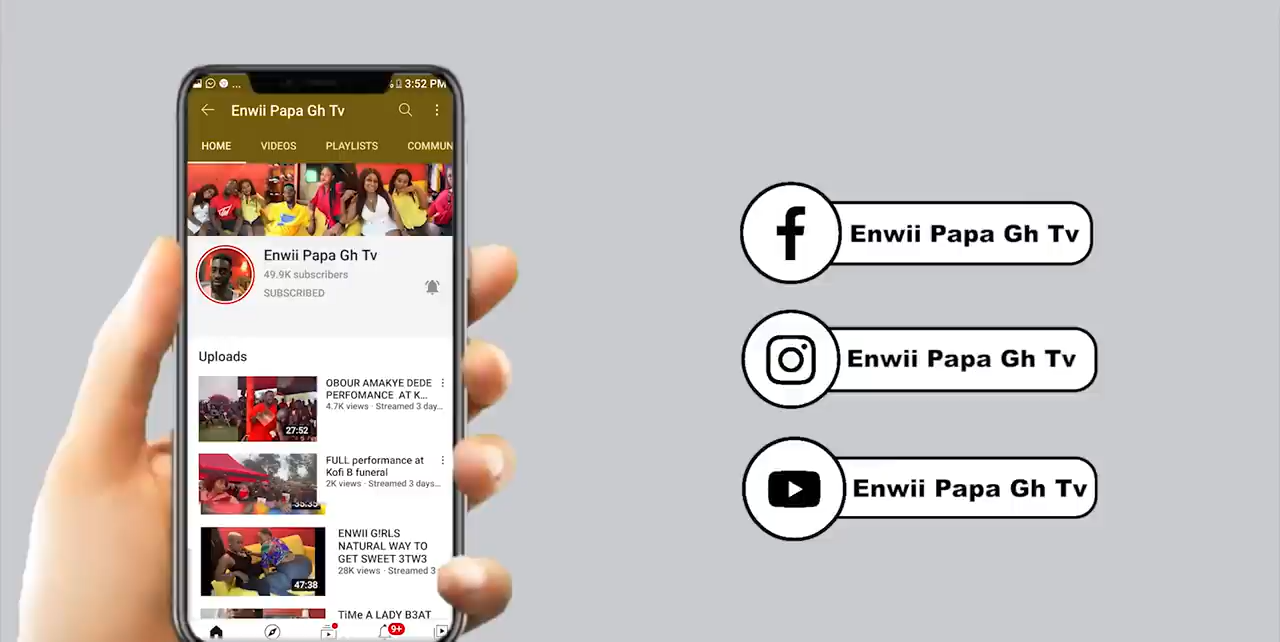 3:52 PM
Enwii Papa Gh Tv
HOME VIDEOS PLAYLISTS COMMUN
Enwii Papa Gh Tv
49.9K subscribers
SUBSCRIBED
Uploads
OBOUR AMAKYE DEDE
PERFOMANCE AT K...
4.7K views · Streamed 3 day...
27:52
FULL performance at
Kofi B funeral
2K views · Streamed 3 days...
35:35
ENWII G!RLS
NATURAL WAY TO
GET SWEET 3TW3
28K views · Streamed 3
47:38
TiMe A LADY B3AT
9+
Enwii Papa Gh Tv
Enwii Papa Gh Tv
Enwii Papa Gh Tv